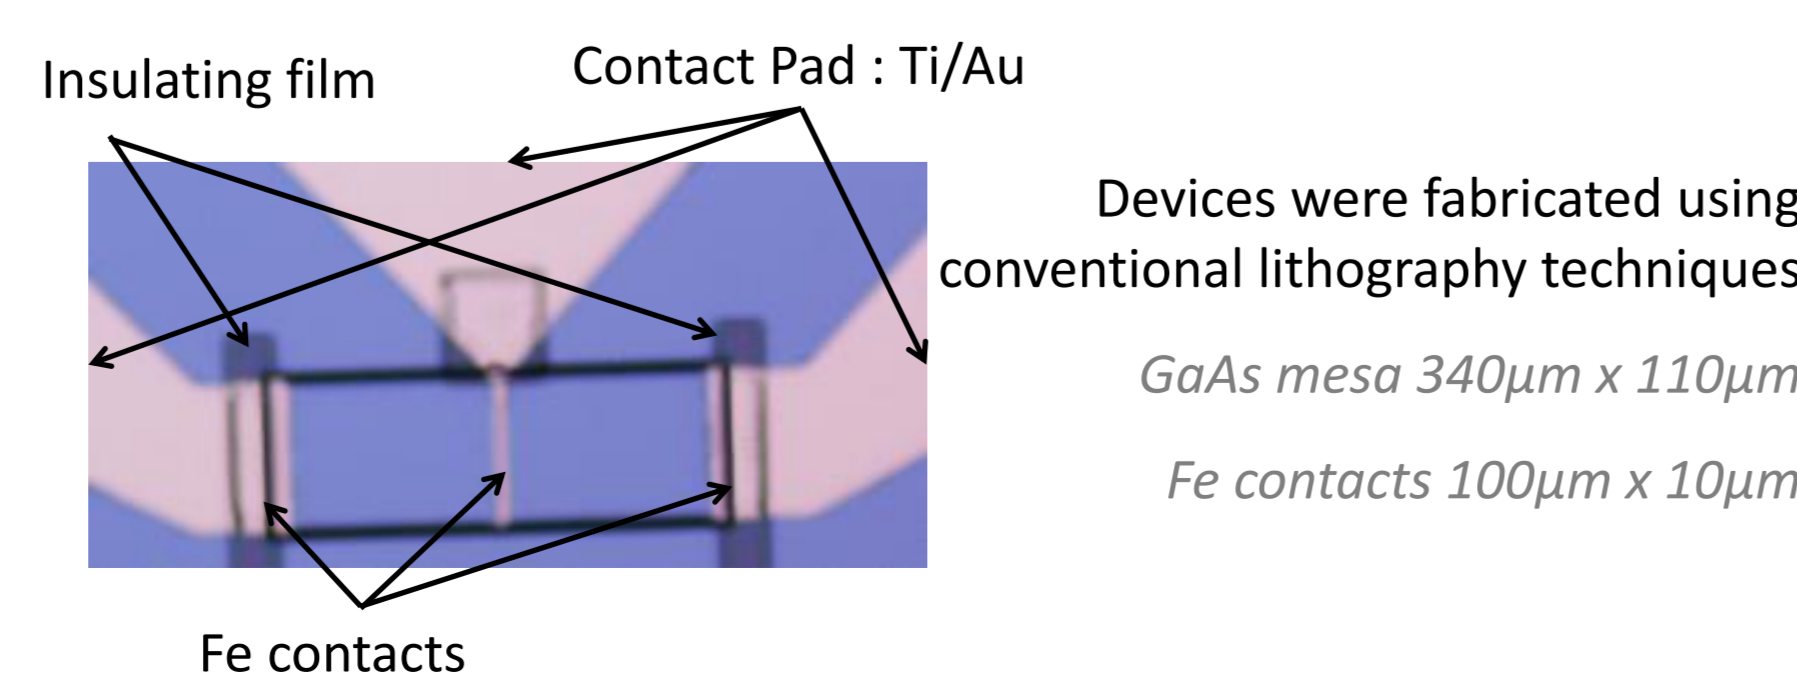 Insulating film
Contact Pad : Ti/Au
Devices were fabricated using
conventional lithography techniques
GaAs mesa 340μm x 110μm
Fe contacts 100μm x 10μm
Fe contacts